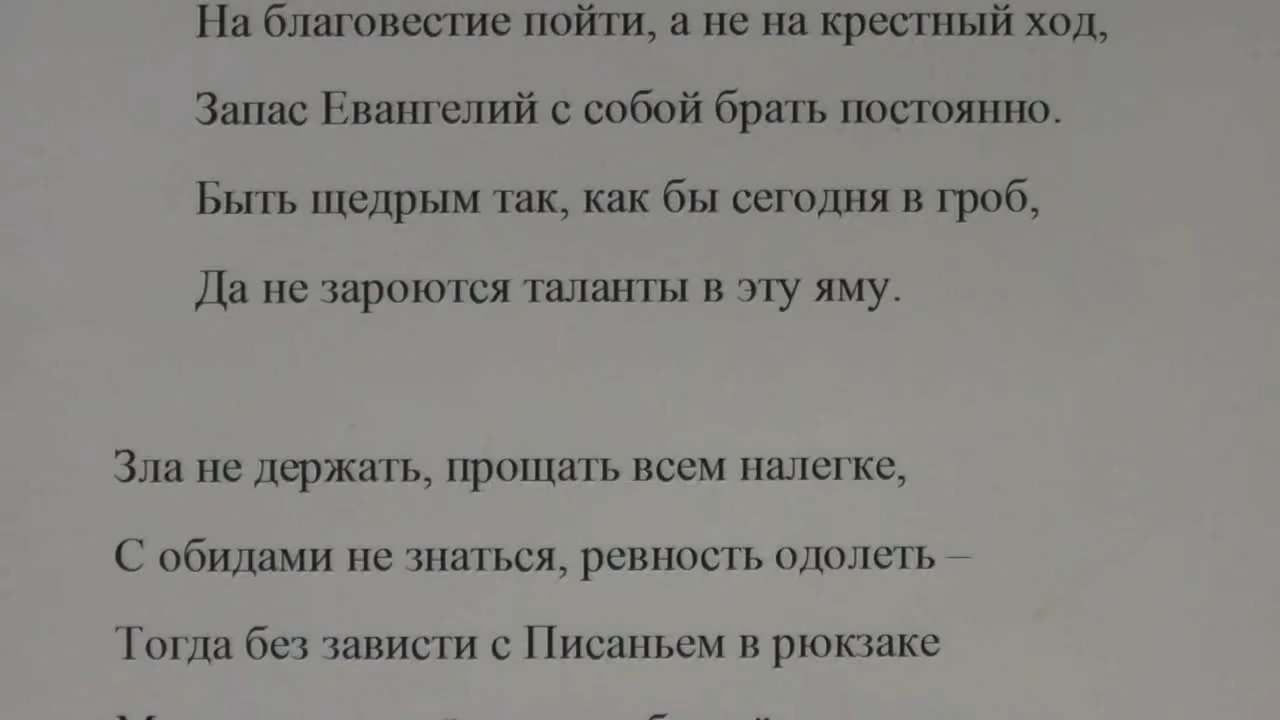 На благовестие пойти, а не на крестный ход,
Запас Евангелий с собой брать постоянно.
Быть щедрым так, как бы сегодня в гроб,
Да не зароются таланты в эту яму.
Зла не держать, прощать всем налегке,
С обидами не знаться, ревность одолеть –
Тогда без зависти с Писаньем в рюкзаке